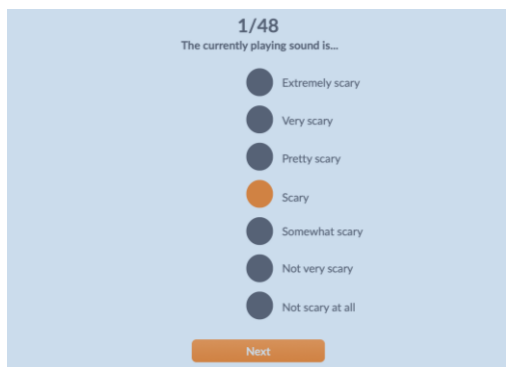 1/48
The currently playing sound is...
Extremely scary
Very scary
Pretty scary
Scary
Somewhat scary
Not very scary
Not scary at all
Next